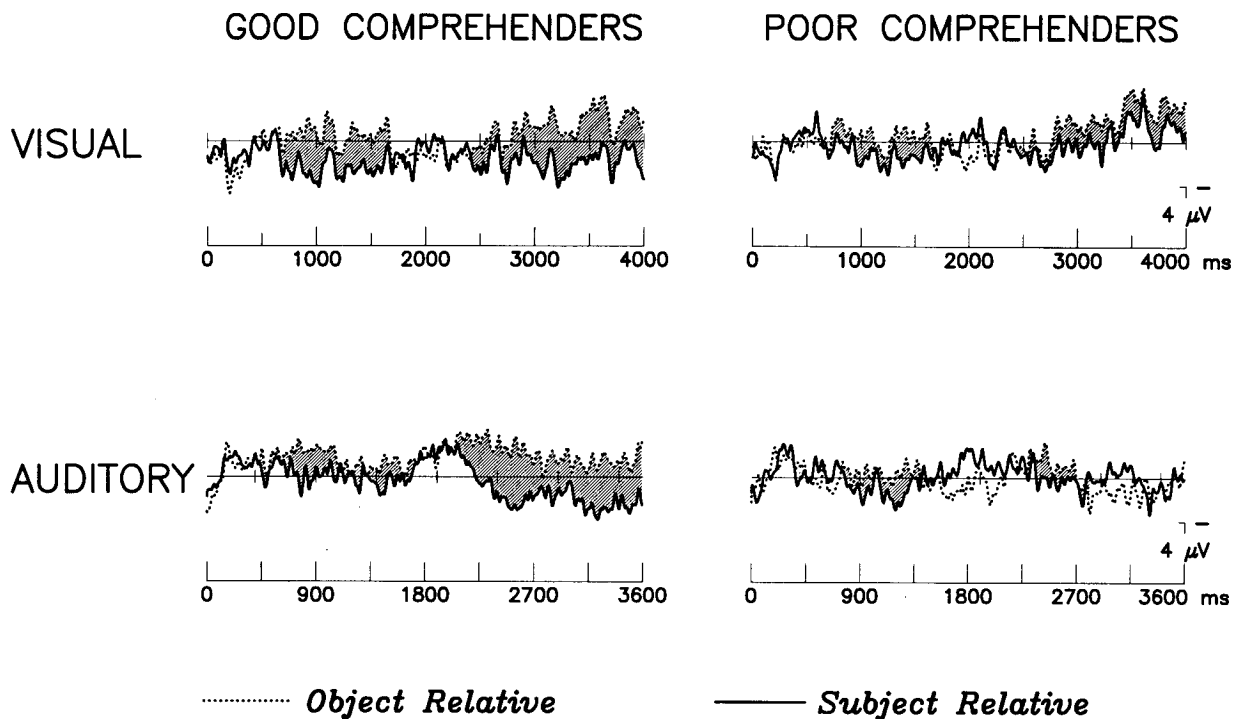 GOOD COMPREHENDERS POOR COMPREHENDERS
VISUAL
4 μV
0 1000 2000 3000 4000 0 1000 2000 3000 4000 ms
AUDITORY
4 μV
0 900 1800 2700 3600 0 900 1800 2700 3600 ms
Object Relative Subject Relative